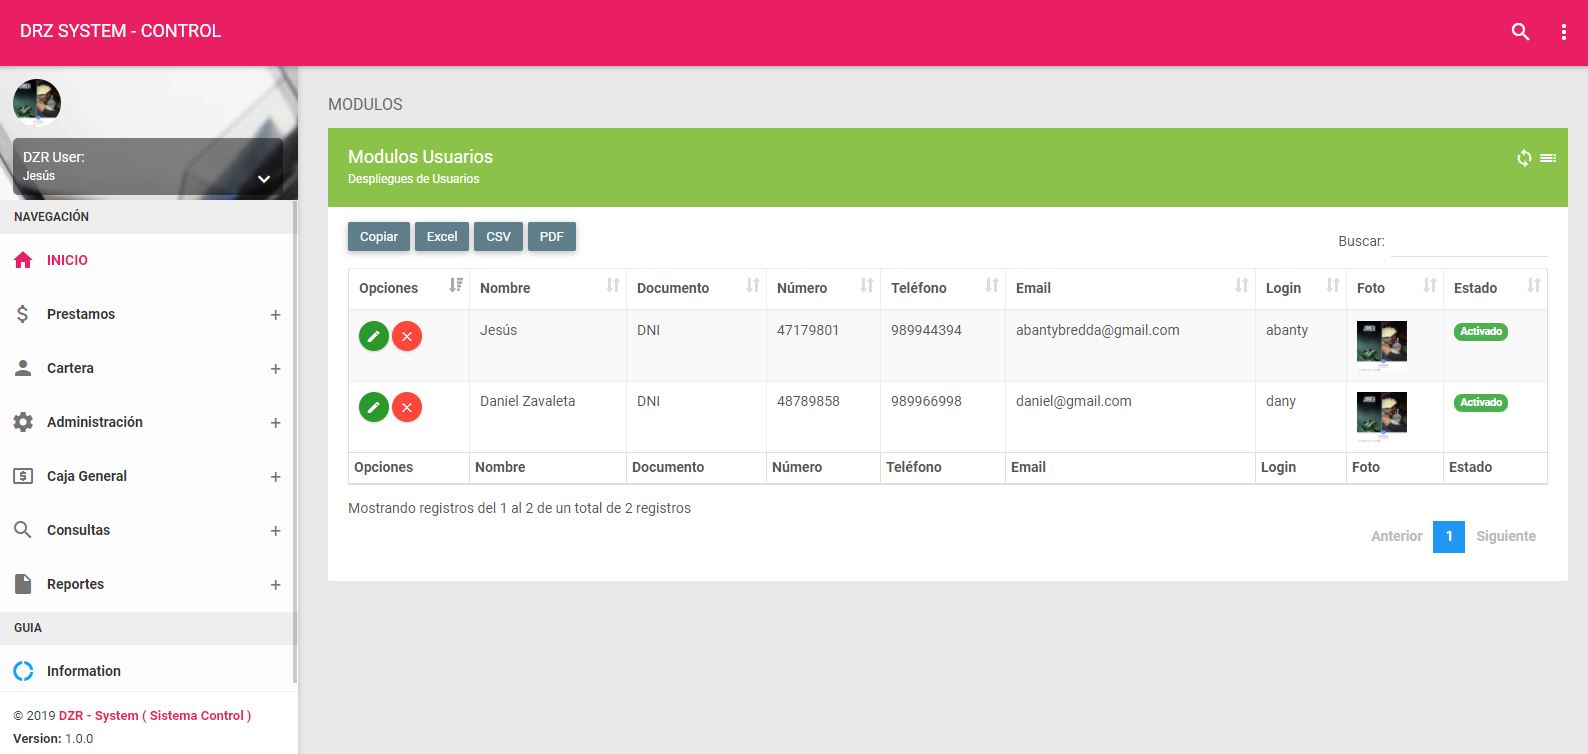 DRZ SYSTEM - CONTROL
DZR User:
Jesús
NAVEGACIÓN
INICIO
Prestamos +
Cartera +
Administración +
Caja General +
Consultas +
Reportes +
GUIA
Information
© 2019 DZR - System ( Sistema Control )
Version: 1.0.0
MODULOS
Modulos Usuarios
Despliegues de Usuarios
Copiar Excel CSV PDF
Buscar:
Opciones Nombre Documento Número Teléfono Email Login Foto Estado
Jesús DNI 47179801 989944394 abantybredda@gmail.com abanty Activado
Daniel Zavaleta DNI 48789858 989966998 daniel@gmail.com dany Activado
Opciones Nombre Documento Número Teléfono Email Login Foto Estado
Mostrando registros del 1 al 2 de un total de 2 registros
Anterior 1 Siguiente